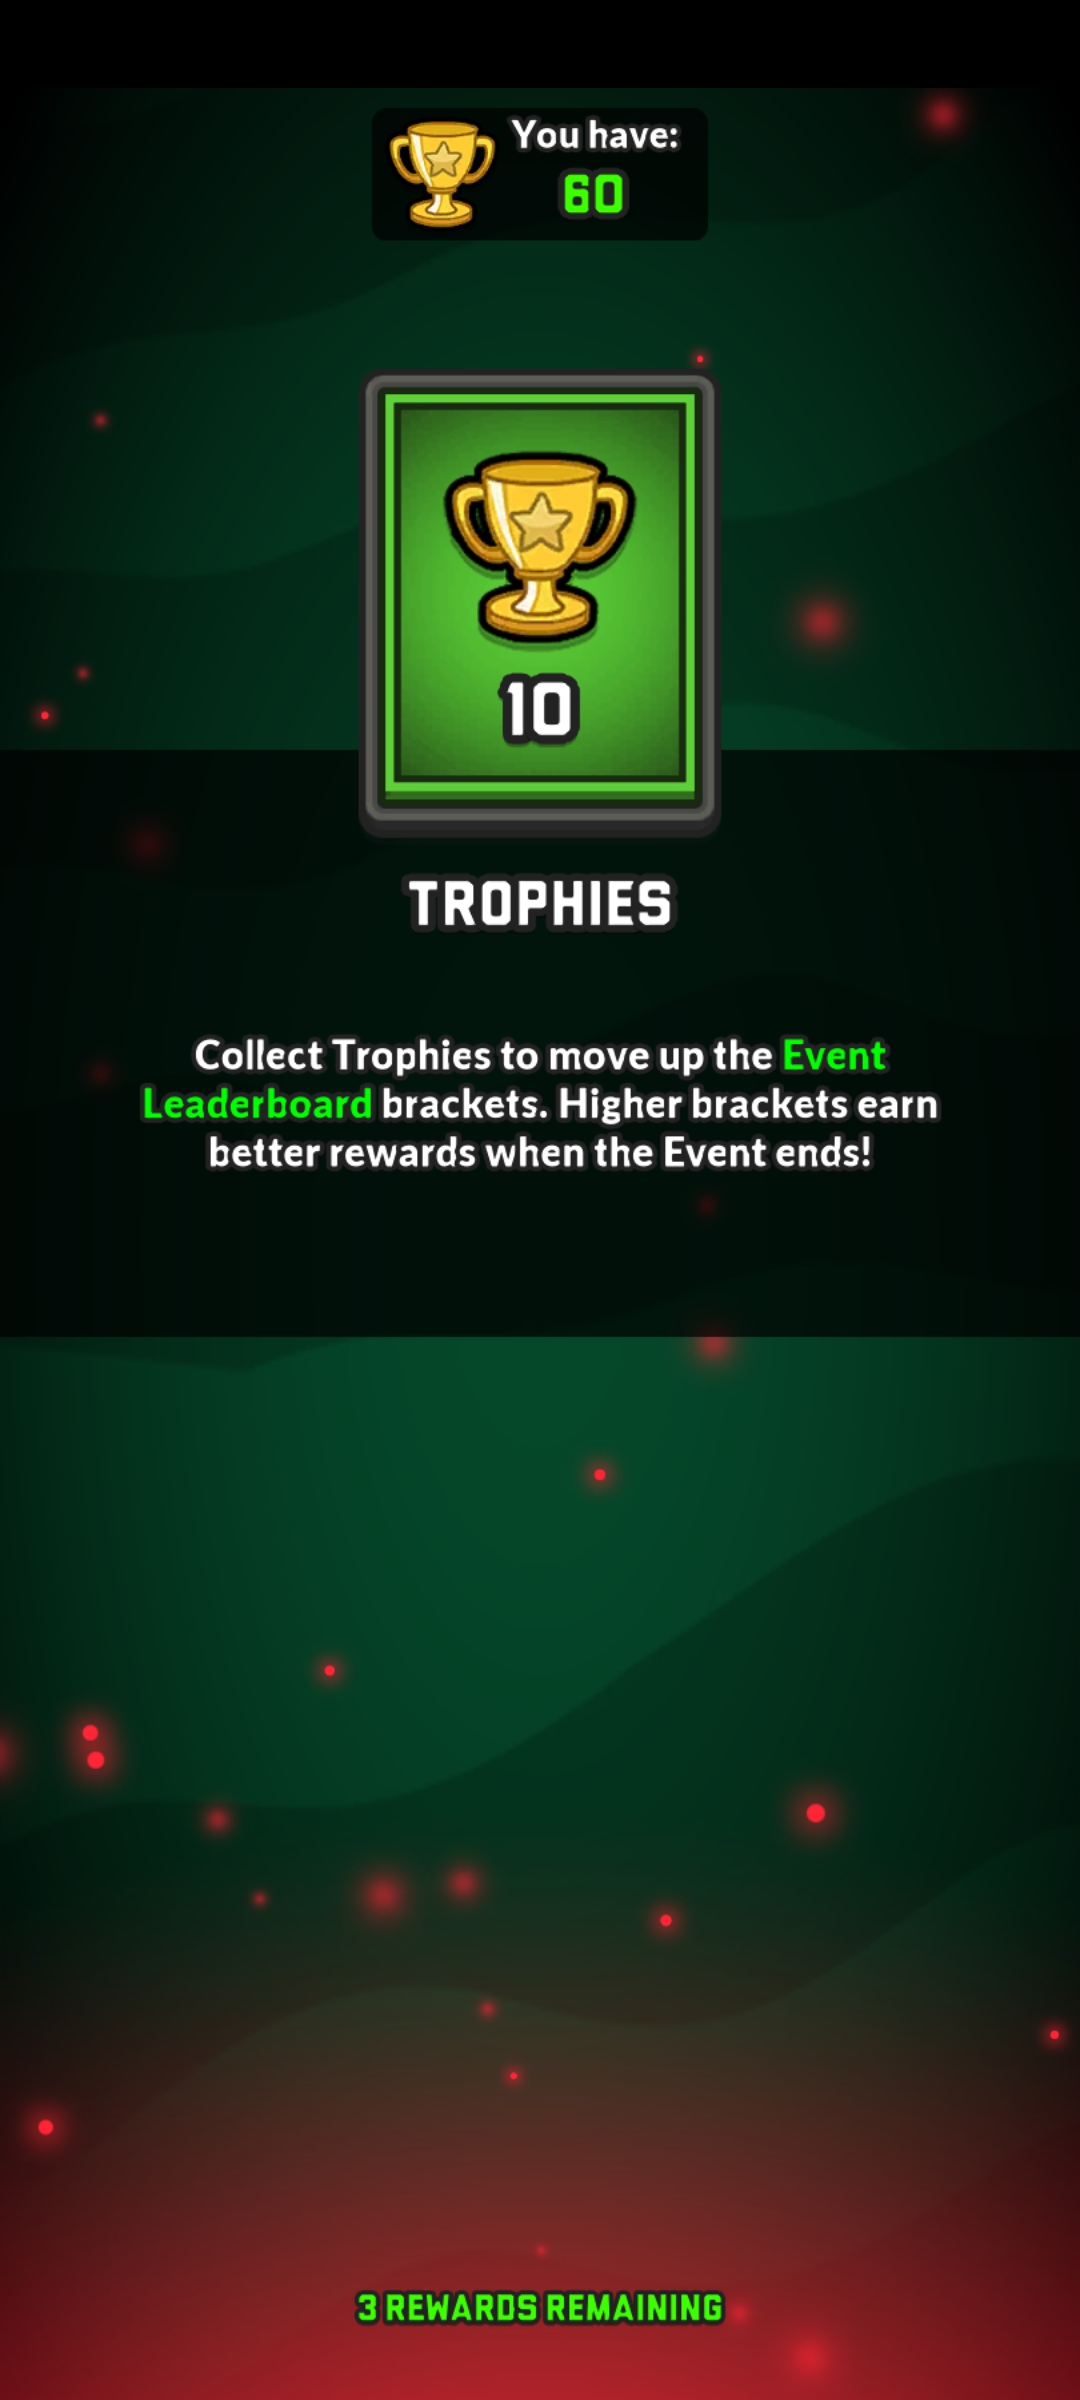 You have:
60
10
TROPHIES
Collect Trophies to move up the Event
Leaderboard brackets. Higher brackets earn
better rewards when the Event ends!
3 REWARDS REMAINING